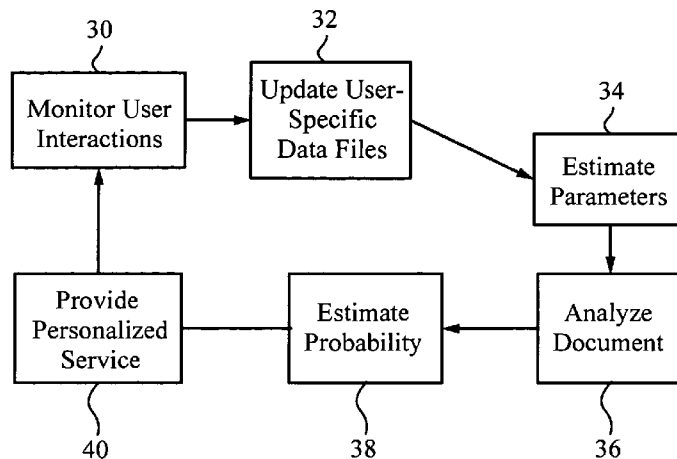 30
32
34
Monitor User
Interactions
Update User-
Specific
Data Files
Estimate
Parameters
Provide
Personalized
Service
Estimate
Probability
Analyze
Document
40
38
36